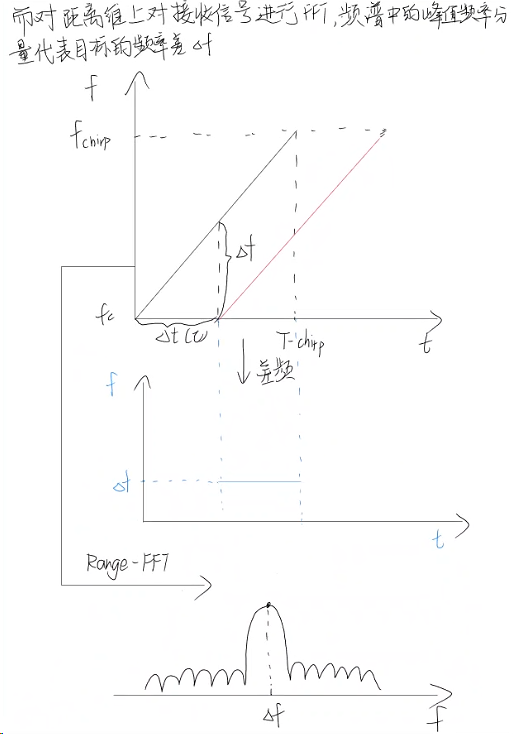 而对距离维上对接收信号进行FFT,频谱中的峰值频率分
量代表目标的频率差Δf
f
fchirp
Δf
fc
Δt(τ)
T-chirp
t
差频
f
Δf
t
Range-FFT
Δf
f